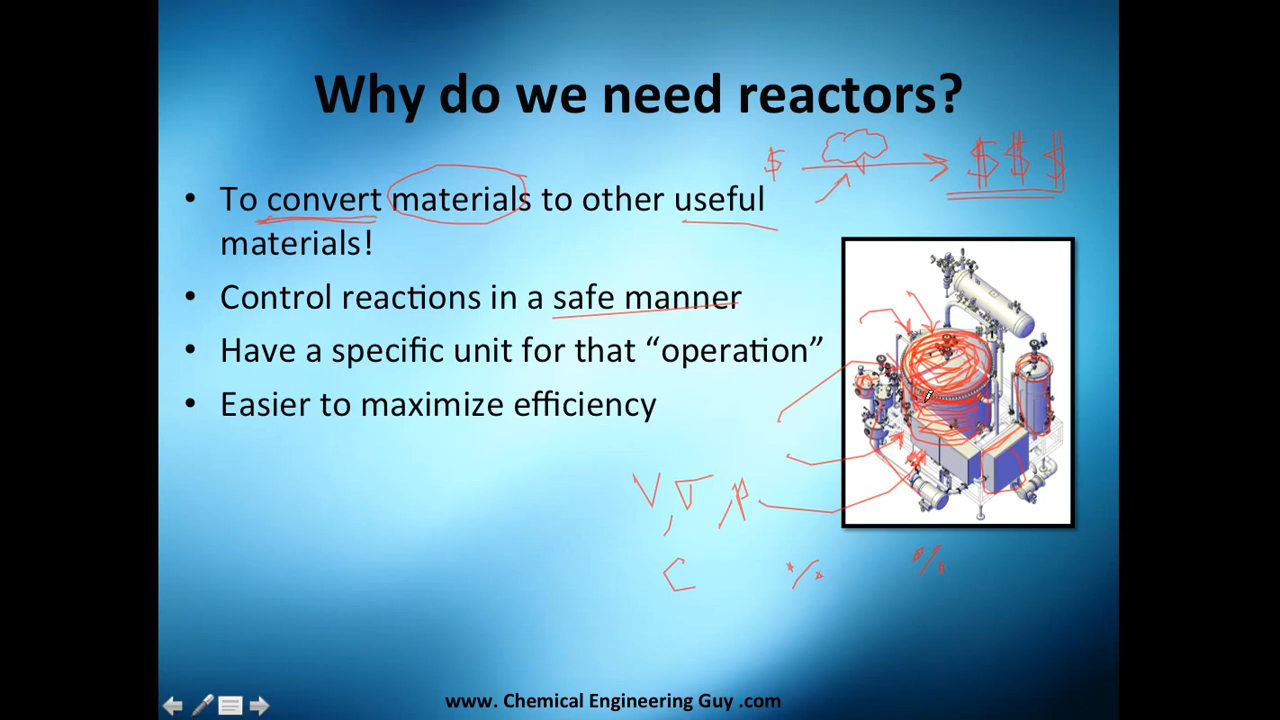 Why do we need reactors?
$ $ $ $
• To convert materials to other useful
materials!
• Control reactions in a safe manner
• Have a specific unit for that “operation”
• Easier to maximize efficiency
V, T, P
C % %
www. Chemical Engineering Guy .com